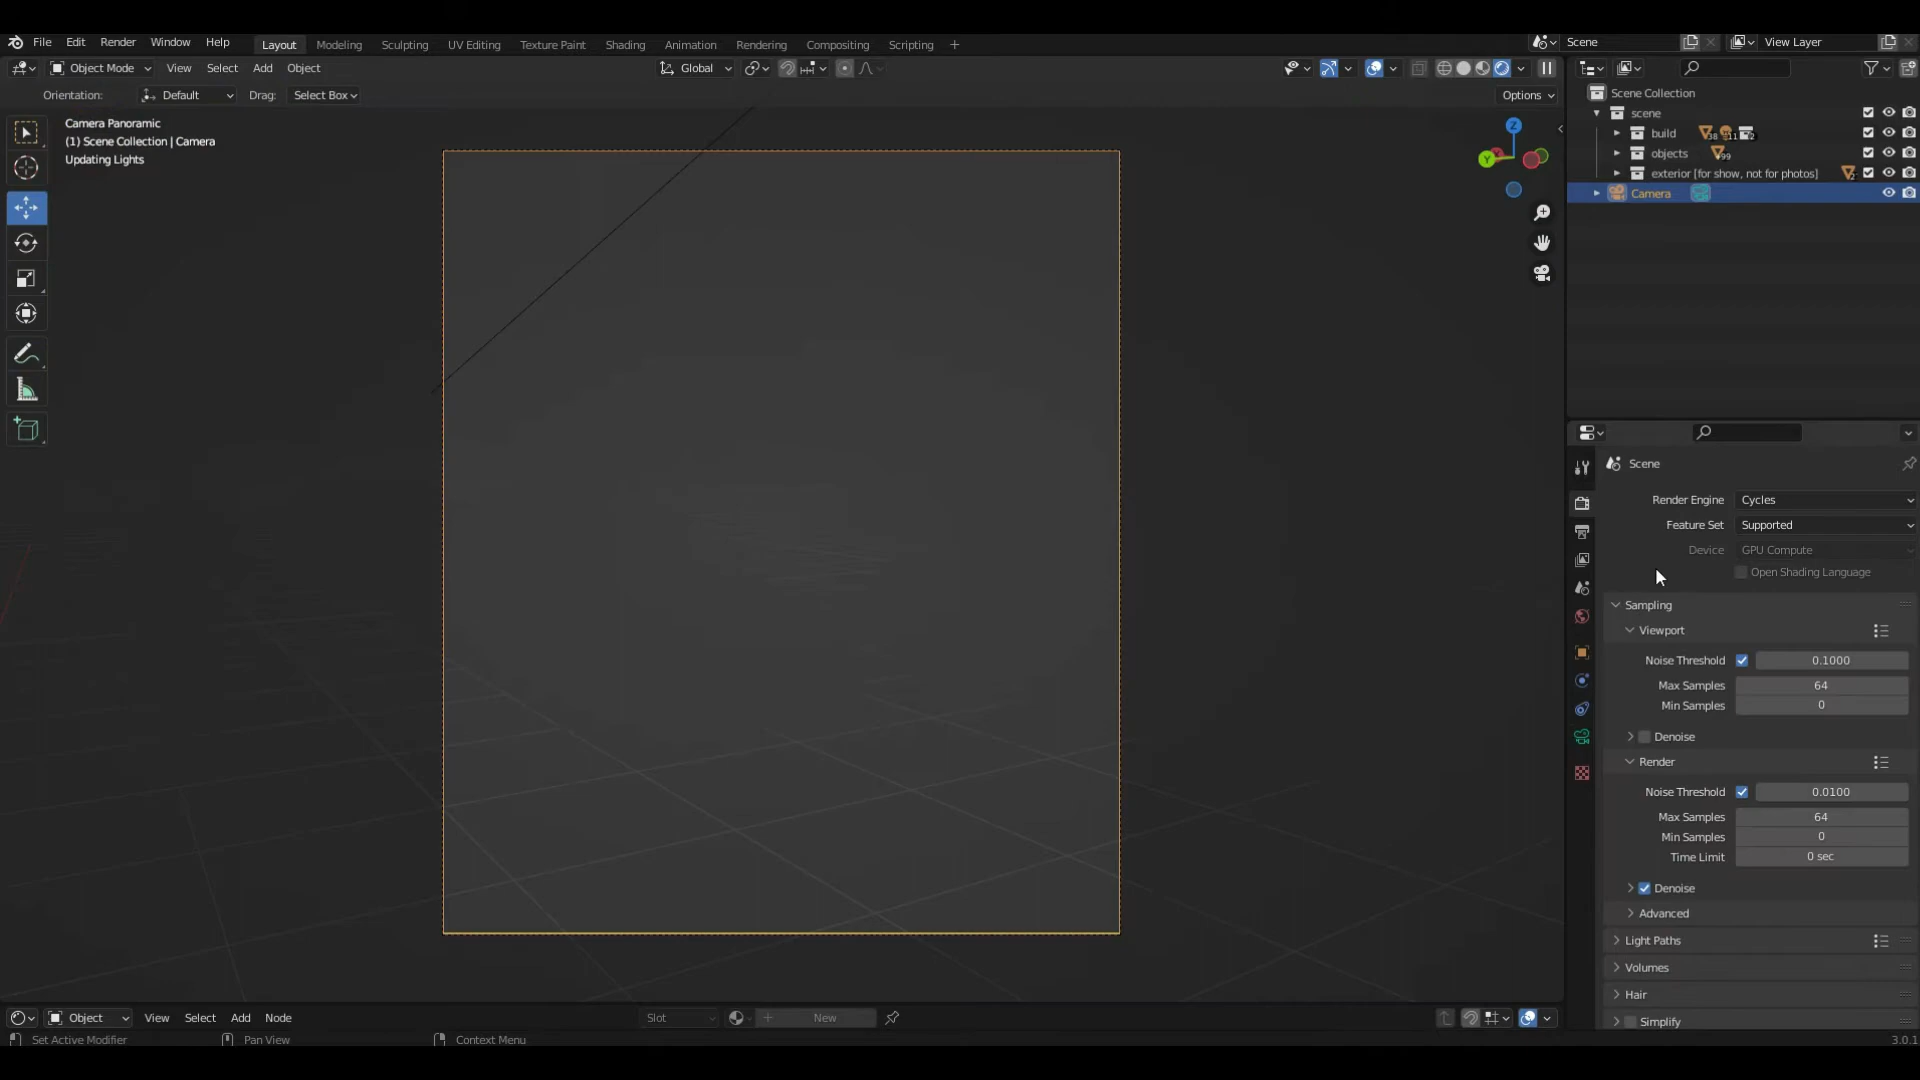 File Edit Render Window Help
Layout Modeling Sculpting UV Editing Texture Paint Shading Animation Rendering Compositing Scripting +
Scene
View Layer
Object Mode View Select Add Object
Global
Orientation: Default Drag: Select Box
Options
Camera Panoramic
(1) Scene Collection | Camera
Updating Lights
Z
Y
Scene Collection
scene
build 38 11 2
objects 99
exterior [for show, not for photos] 2
Camera
Scene
Render Engine Cycles
Feature Set Supported
Device GPU Compute
Open Shading Language
Sampling
Viewport
Noise Threshold 0.1000
Max Samples 64
Min Samples 0
Denoise
Render
Noise Threshold 0.0100
Max Samples 64
Min Samples 0
Time Limit 0 sec
Denoise
Advanced
Light Paths
Volumes
Hair
Simplify
Object View Select Add Node
Slot
New
Set Active Modifier Pan View Context Menu
3.0.1